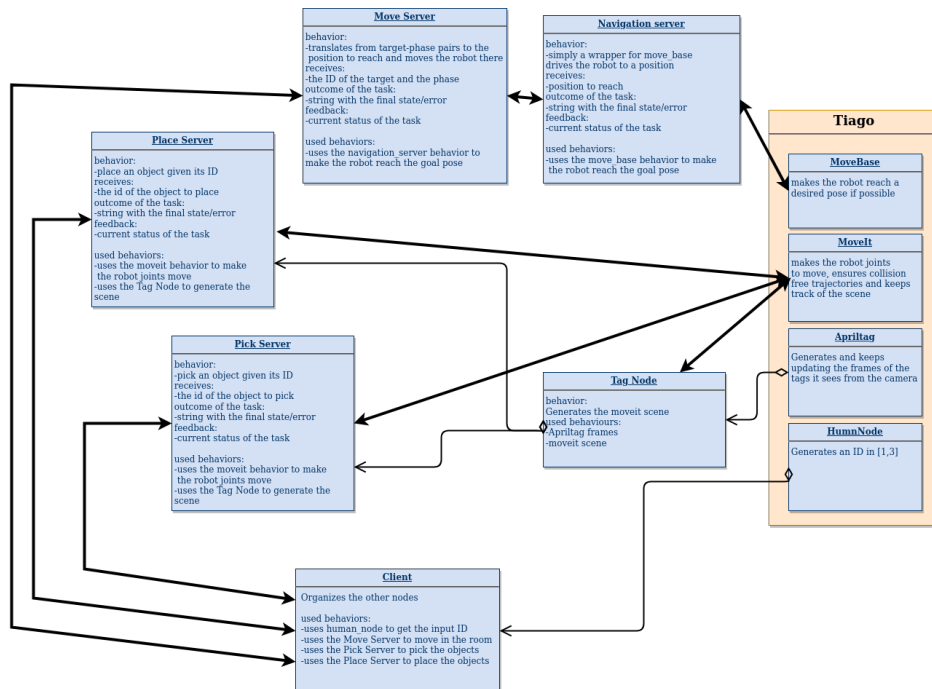 Move Server
behavior:
-translates from target-phase pairs to the
position to reach and moves the robot there
receives:
-the ID of the target and the phase
outcome of the task:
-string with the final state/error
feedback:
-current status of the task
used behaviors:
-uses the navigation_server behavior to
make the robot reach the goal pose
Navigation server
behavior:
-simply a wrapper for move_base
drives the robot to a position
receives:
-position to reach
outcome of the task:
-string with the final state/error
feedback:
-current status of the task
used behaviors:
-uses the move_base behavior to make
the robot reach the goal pose
Tiago
MoveBase
makes the robot reach a
desired pose if possible
MoveIt
makes the robot joints
to move, ensures collision
free trajectories and keeps
track of the scene
Apriltag
Generates and keeps
updating the frames of the
tags it sees from the camera
HumnNode
Generates an ID in [1,3]
Place Server
behavior:
-place an object given its ID
receives:
-the id of the object to place
outcome of the task:
-string with the final state/error
feedback:
-current status of the task
used behaviors:
-uses the moveit behavior to make
the robot joints move
-uses the Tag Node to generate the
scene
Pick Server
behavior:
-pick an object given its ID
receives:
-the id of the object to pick
outcome of the task:
-string with the final state/error
feedback:
-current status of the task
used behaviors:
-uses the moveit behavior to make
the robot joints move
-uses the Tag Node to generate the
scene
Tag Node
behavior:
Generates the moveit scene
used behaviours:
-Apriltag frames
-moveit scene
Client
Organizes the other nodes
used behaviors:
-uses human_node to get the input ID
-uses the Move Server to move in the room
-uses the Pick Server to pick the objects
-uses the Place Server to place the objects